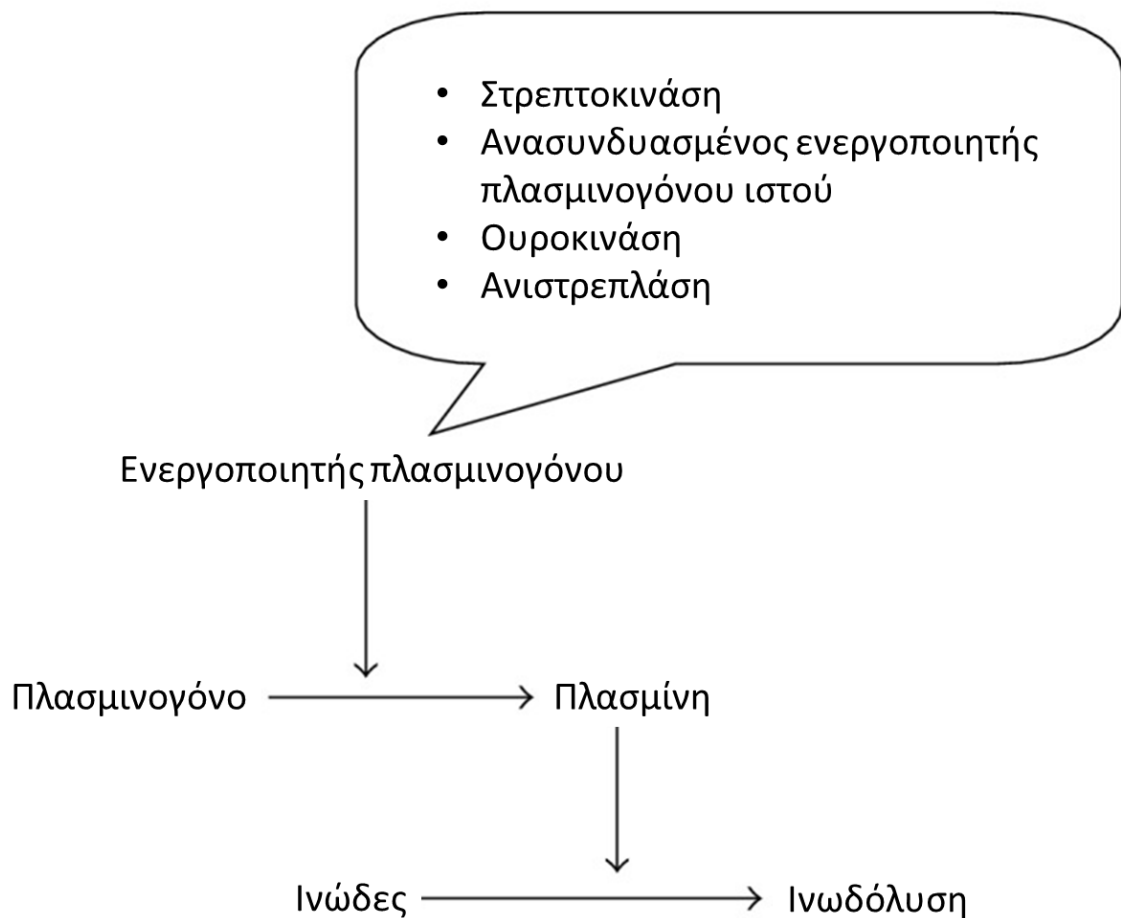 • Στρεπτοκινάση
• Ανασυνδυασμένος ενεργοποιητής
πλασμινογόνου ιστού
• Ουροκινάση
• Ανιστρεπλάση
Ενεργοποιητής πλασμινογόνου
Πλασμινογόνο
Πλασμίνη
Ινώδες
Ινωδόλυση